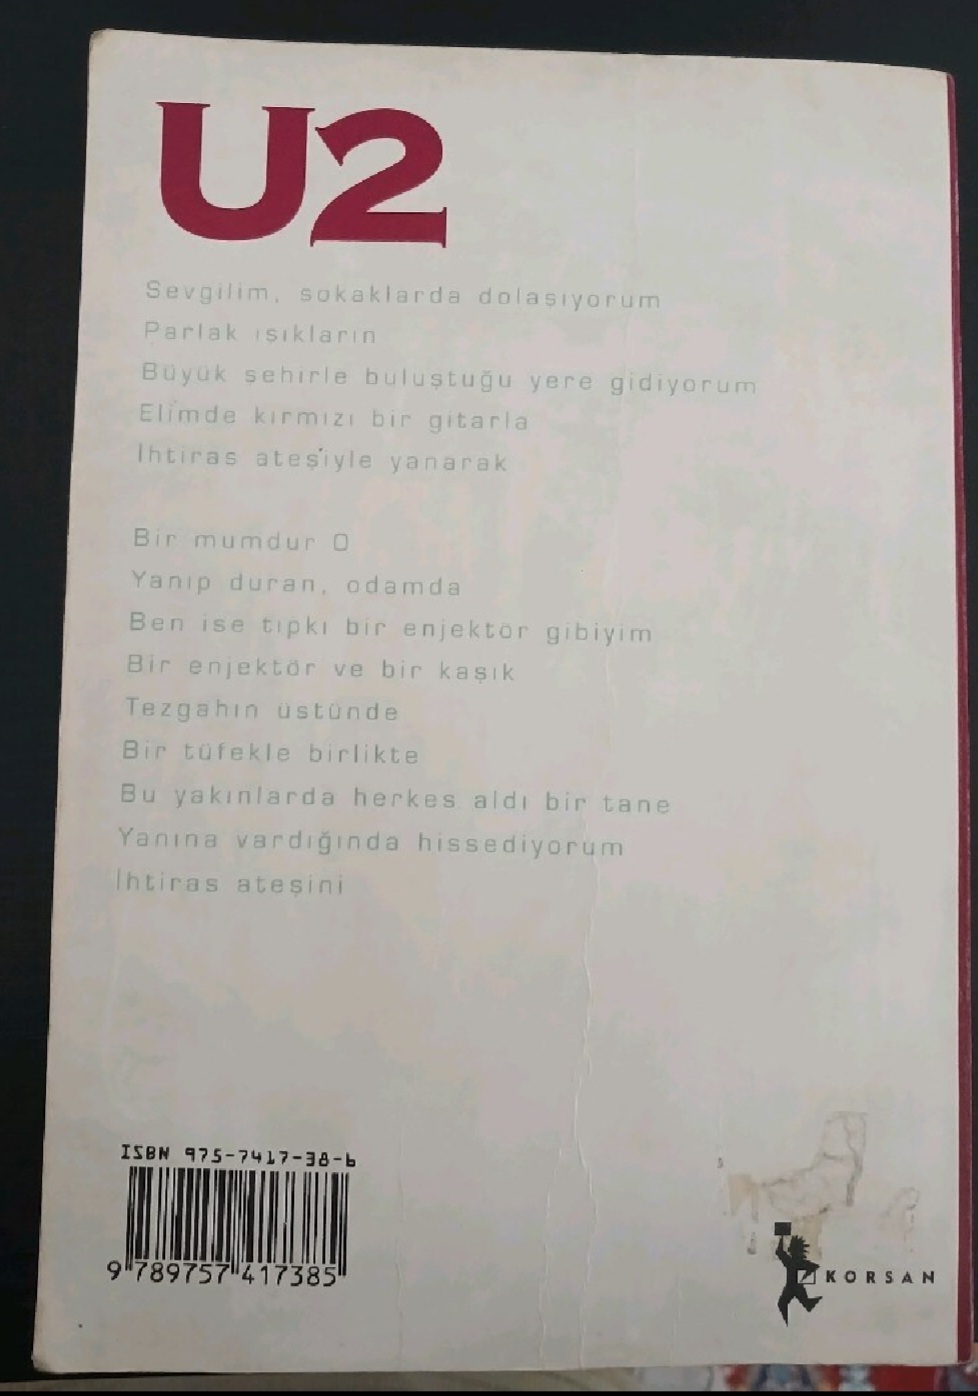 U2
Sevgilim, sokaklarda dolaşıyorum
Parlak ışıkların
Büyük şehirle buluştuğu yere gidiyorum
Elimde kırmızı bir gitarla
İhtiras ateşiyle yanarak
Bir mumdur O
Yanıp duran, odamda
Ben ise tıpkı bir enjektör gibiyim
Bir enjektör ve bir kaşık
Tezgahın üstünde
Bir tüfekle birlikte
Bu yakınlarda herkes aldı bir tane
Yanına vardığında hissediyorum
İhtiras ateşini
ISBN 975-7417-38-6
9 789757 417385
KORSAN